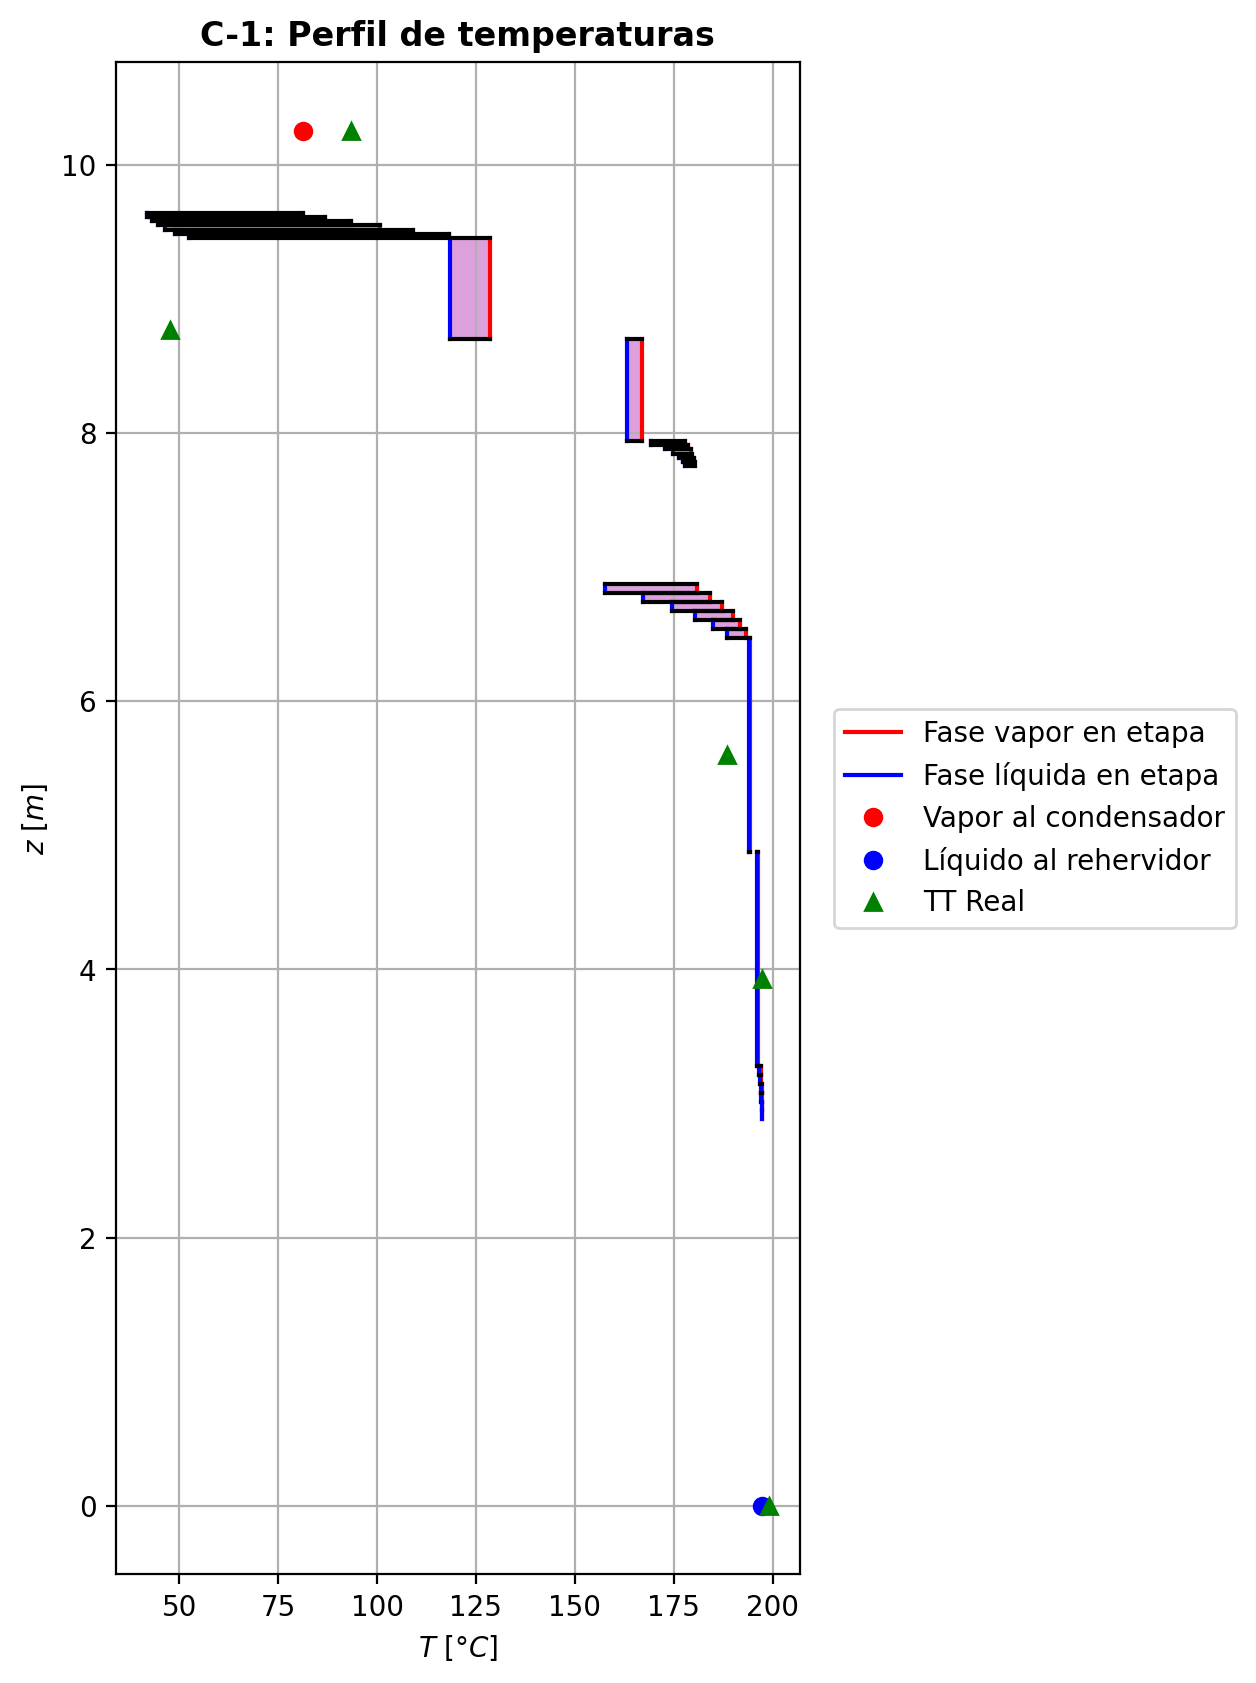 C-1: Perfil de temperaturas
10
8
6
4
2
0
z [m]
50 75 100 125 150 175 200
T [°C]
Fase vapor en etapa
Fase líquida en etapa
Vapor al condensador
Líquido al rehervidor
TT Real